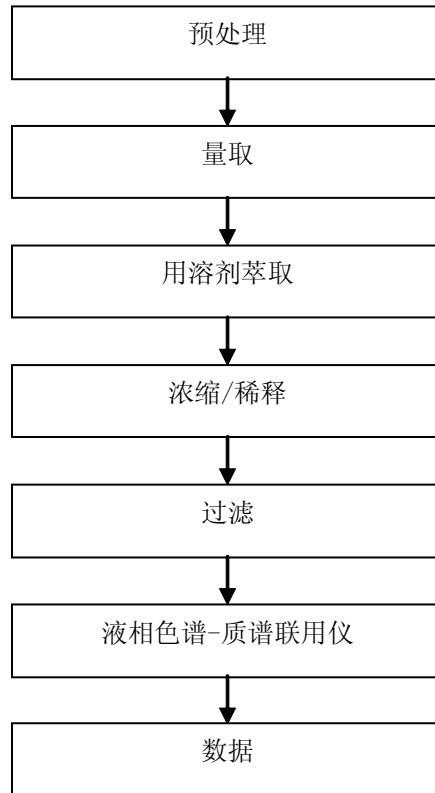 预处理
量取
用溶剂萃取
浓缩/稀释
过滤
液相色谱-质谱联用仪
数据